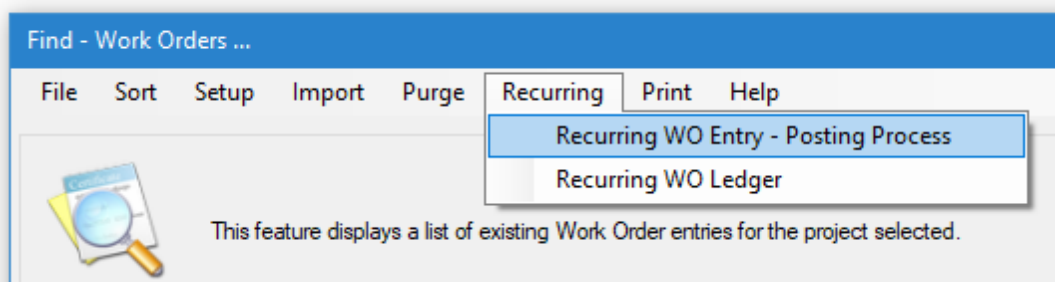 Find - Work Orders ...
File Sort Setup Import Purge Recurring Print Help
Recurring WO Entry - Posting Process
Recurring WO Ledger
Certificate
This feature displays a list of existing Work Order entries for the project selected.